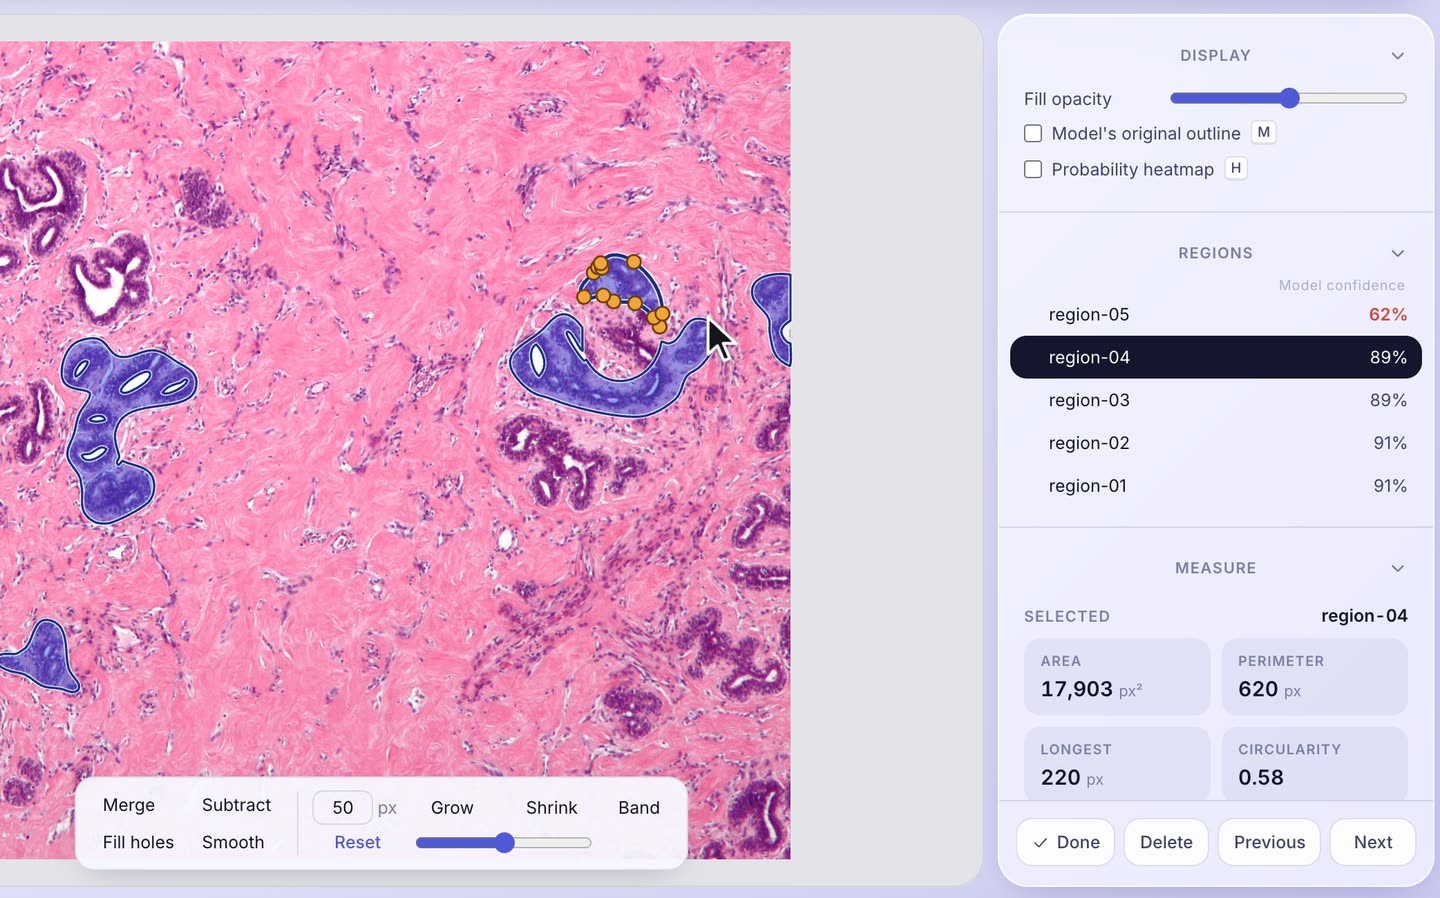 DISPLAY
Fill opacity
Model's original outline M
Probability heatmap H
REGIONS
Model confidence
region-05 62%
region-04 89%
region-03 89%
region-02 91%
region-01 91%
MEASURE
SELECTED region-04
AREA PERIMETER
17,903 px² 620 px
LONGEST CIRCULARITY
220 px 0.58
Merge Subtract 50 px Grow Shrink Band
Fill holes Smooth Reset
Done Delete Previous Next